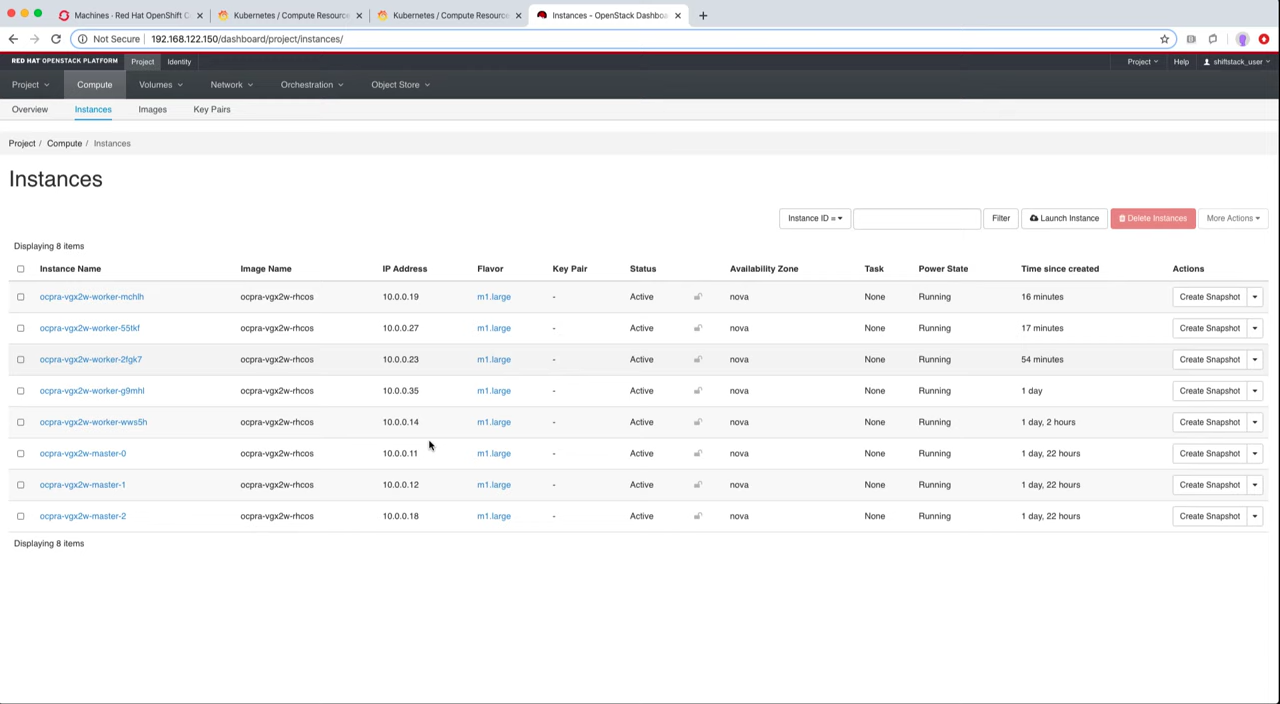 Machines · Red Hat OpenShift C
Kubernetes / Compute Resource
Kubernetes / Compute Resource
Instances - OpenStack Dashboa
Not Secure 192.168.122.150/dashboard/project/instances/
RED HAT OPENSTACK PLATFORM Project Identity Project Help shiftstack_user
Project Compute Volumes Network Orchestration Object Store
Overview Instances Images Key Pairs
Project / Compute / Instances
Instances
Instance ID = Filter Launch Instance Delete Instances More Actions
Displaying 8 items
Instance Name Image Name IP Address Flavor Key Pair Status Availability Zone Task Power State Time since created Actions
ocpra-vgx2w-worker-mchlh ocpra-vgx2w-rhcos 10.0.0.19 m1.large - Active nova None Running 16 minutes Create Snapshot
ocpra-vgx2w-worker-55tkf ocpra-vgx2w-rhcos 10.0.0.27 m1.large - Active nova None Running 17 minutes Create Snapshot
ocpra-vgx2w-worker-2fgk7 ocpra-vgx2w-rhcos 10.0.0.23 m1.large - Active nova None Running 54 minutes Create Snapshot
ocpra-vgx2w-worker-g9mhl ocpra-vgx2w-rhcos 10.0.0.35 m1.large - Active nova None Running 1 day Create Snapshot
ocpra-vgx2w-worker-wws5h ocpra-vgx2w-rhcos 10.0.0.14 m1.large - Active nova None Running 1 day, 2 hours Create Snapshot
ocpra-vgx2w-master-0 ocpra-vgx2w-rhcos 10.0.0.11 m1.large - Active nova None Running 1 day, 22 hours Create Snapshot
ocpra-vgx2w-master-1 ocpra-vgx2w-rhcos 10.0.0.12 m1.large - Active nova None Running 1 day, 22 hours Create Snapshot
ocpra-vgx2w-master-2 ocpra-vgx2w-rhcos 10.0.0.18 m1.large - Active nova None Running 1 day, 22 hours Create Snapshot
Displaying 8 items